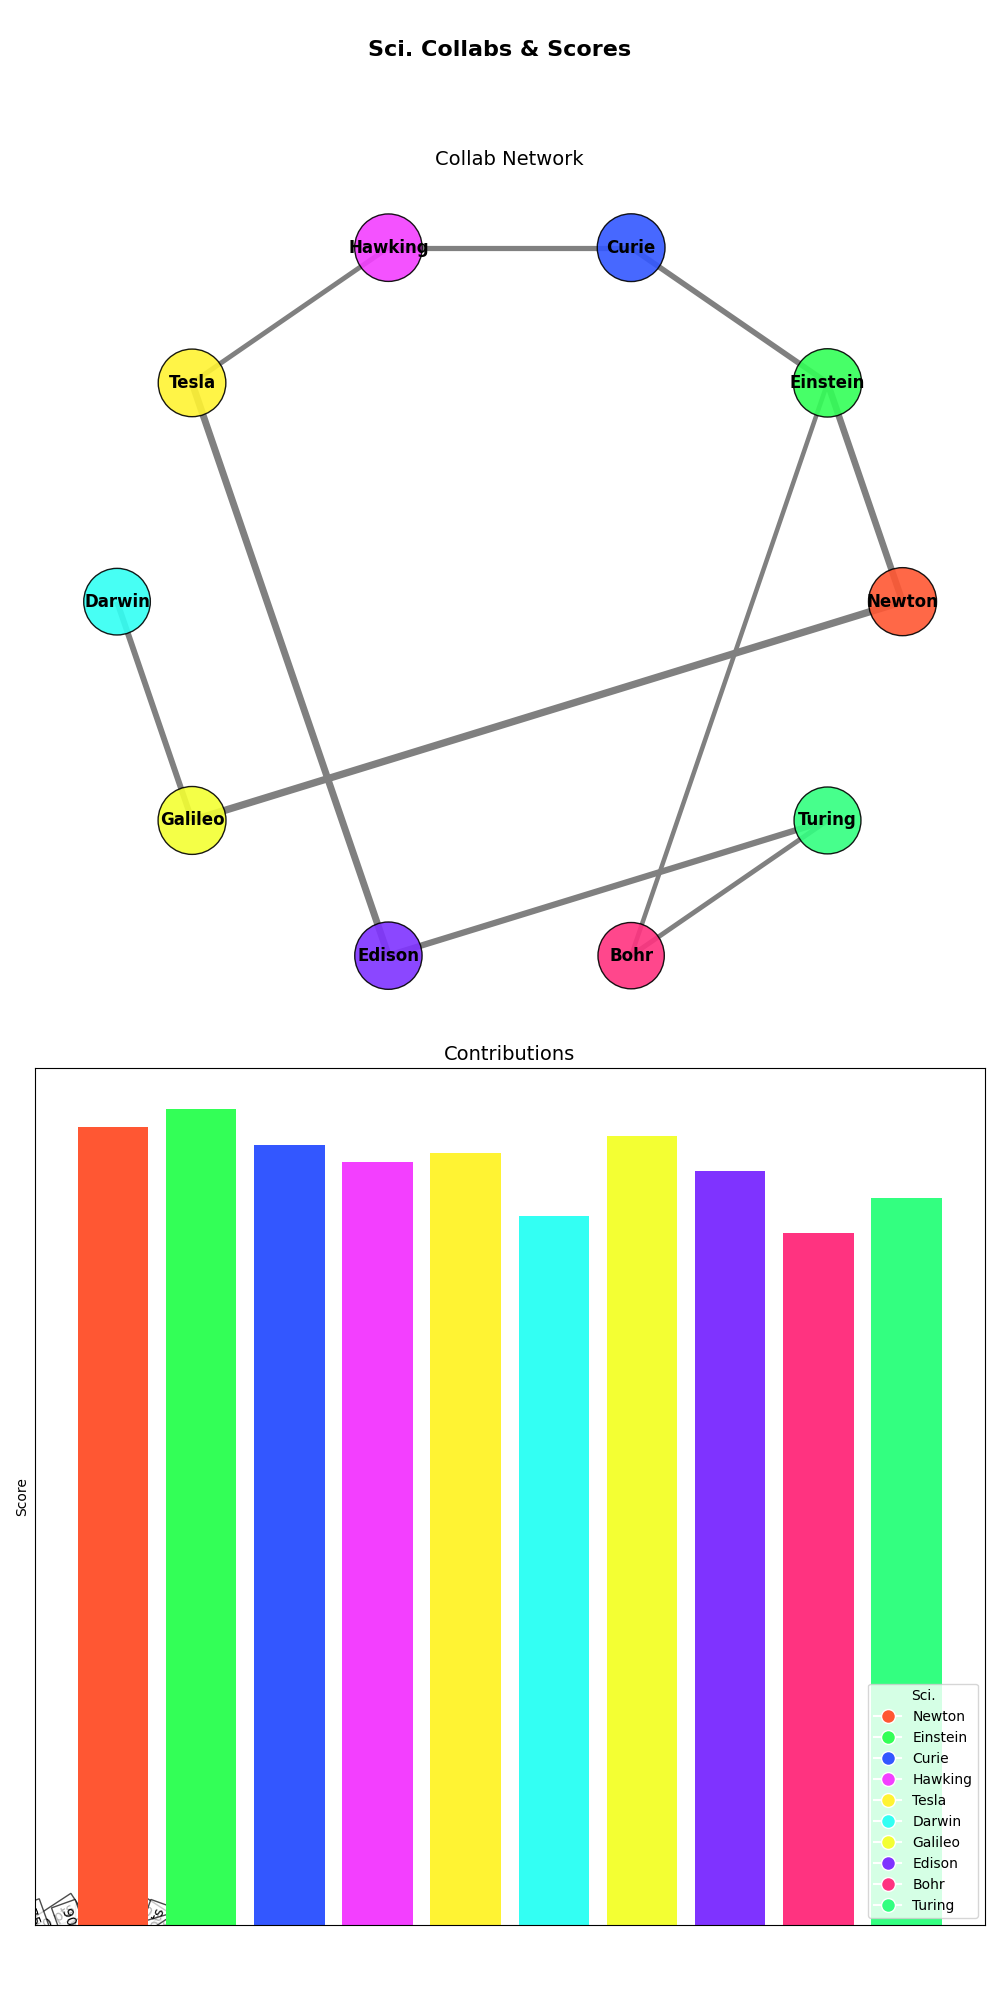 Sci. Collabs & Scores
Collab Network
Hawking
Curie
Tesla
Einstein
Darwin
Newton
Galileo
Turing
Edison
Bohr
Contributions
Score
Sci.
Newton
Einstein
Curie
Hawking
Tesla
Darwin
Galileo
Edison
Bohr
Turing